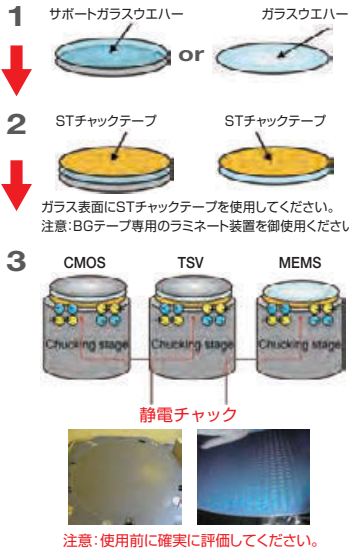 1
サポートガラスウエハー ガラスウエハー
or
2
STチャックテープ STチャックテープ
ガラス表面にSTチャックテープを使用してください。
注意：BGテープ専用のラミネート装置を御使用くださ
3
CMOS TSV MEMS
Chucking stage Chucking stage Chucking stage
静電チャック
注意：使用前に確実に評価してください。